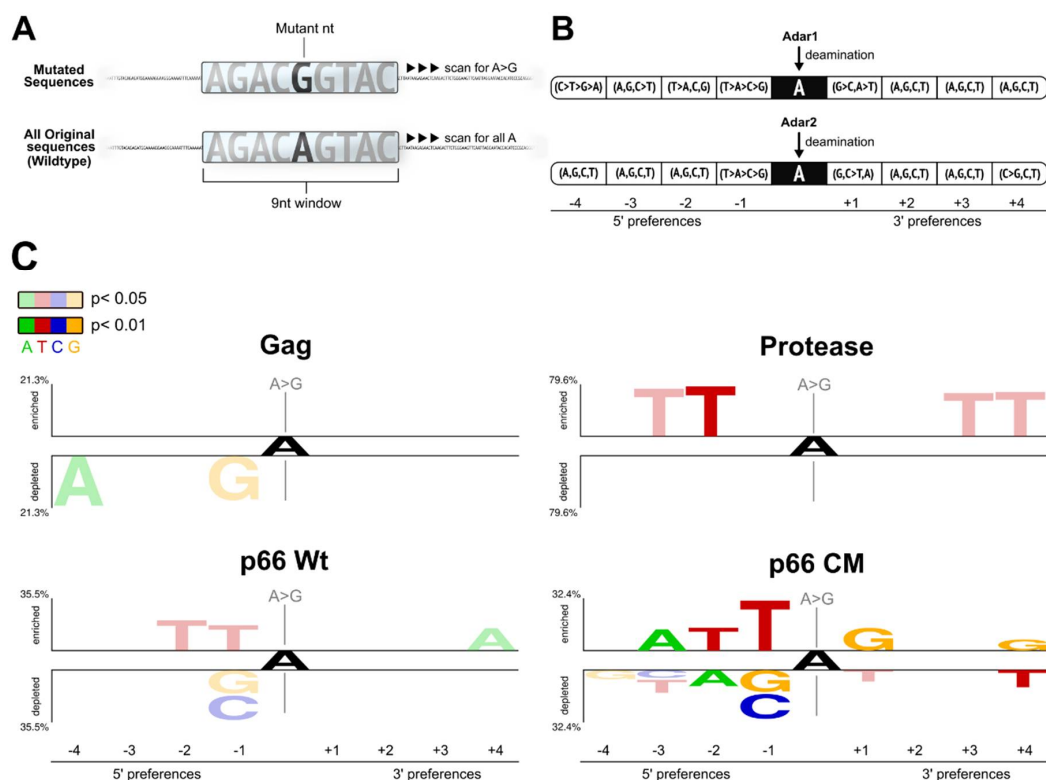 A
Mutant nt
Mutated
Sequences
AGACGGTAC
▶▶▶ scan for A>G
All Original
sequences
(Wildtype)
AGACAGTAC
▶▶▶ scan for all A
9nt window
B
Adar1
deamination
(C>T>G>A) (A,G,C>T) (T>A,C,G) (T>A>C>G) A (G>C,A>T) (A,G,C,T) (A,G,C,T) (A,G,C,T)
Adar2
deamination
(A,G,C,T) (A,G,C,T) (A,G,C,T) (T>A>C>G) A (G,C>T,A) (A,G,C,T) (A,G,C,T) (C>G,C,T)
-4 -3 -2 -1 +1 +2 +3 +4
5' preferences 3' preferences
C
p< 0.05
p< 0.01
A T C G
Gag
21.3%
enriched
A>G
A
depleted
A G
21.3%
Protease
79.6%
enriched
A>G
T T T T
A
depleted
79.6%
p66 Wt
35.5%
enriched
A>G
T T A
A
depleted
G
C
35.5%
-4 -3 -2 -1 +1 +2 +3 +4
5' preferences 3' preferences
p66 CM
32.4%
enriched
A>G
A T T G G
A
depleted
G C A G T T
T C
32.4%
-4 -3 -2 -1 +1 +2 +3 +4
5' preferences 3' preferences